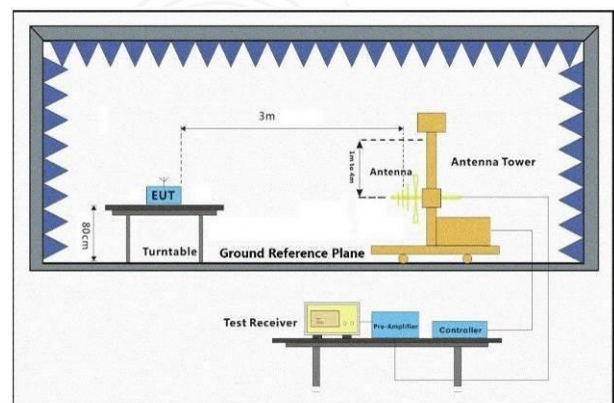 3m
1m to 4m
Antenna
Antenna Tower
EUT
80cm
Turntable
Ground Reference Plane
Test Receiver
Pre-Amplifier
Controller